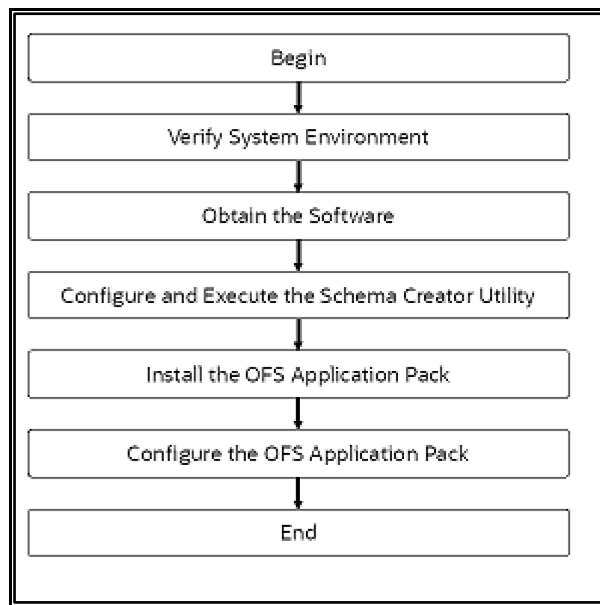 Begin
Verify System Environment
Obtain the Software
Configure and Execute the Schema Creator Utility
Install the OFS Application Pack
Configure the OFS Application Pack
End